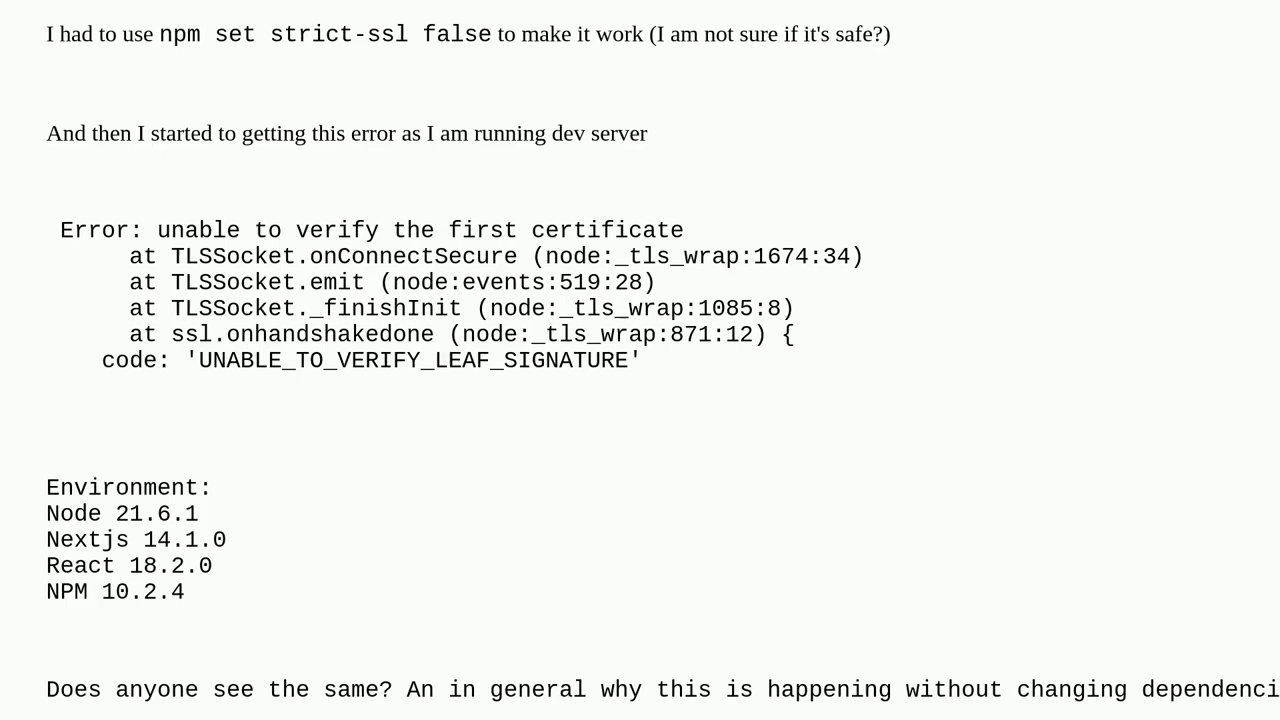 I had to use npm set strict-ssl false to make it work (I am not sure if it's safe?)
And then I started to getting this error as I am running dev server
Error: unable to verify the first certificate
at TLSSocket.onConnectSecure (node:_tls_wrap:1674:34)
at TLSSocket.emit (node:events:519:28)
at TLSSocket._finishInit (node:_tls_wrap:1085:8)
at ssl.onhandshakedone (node:_tls_wrap:871:12) {
code: 'UNABLE_TO_VERIFY_LEAF_SIGNATURE'
Environment:
Node 21.6.1
Nextjs 14.1.0
React 18.2.0
NPM 10.2.4
Does anyone see the same? An in general why this is happening without changing dependenci